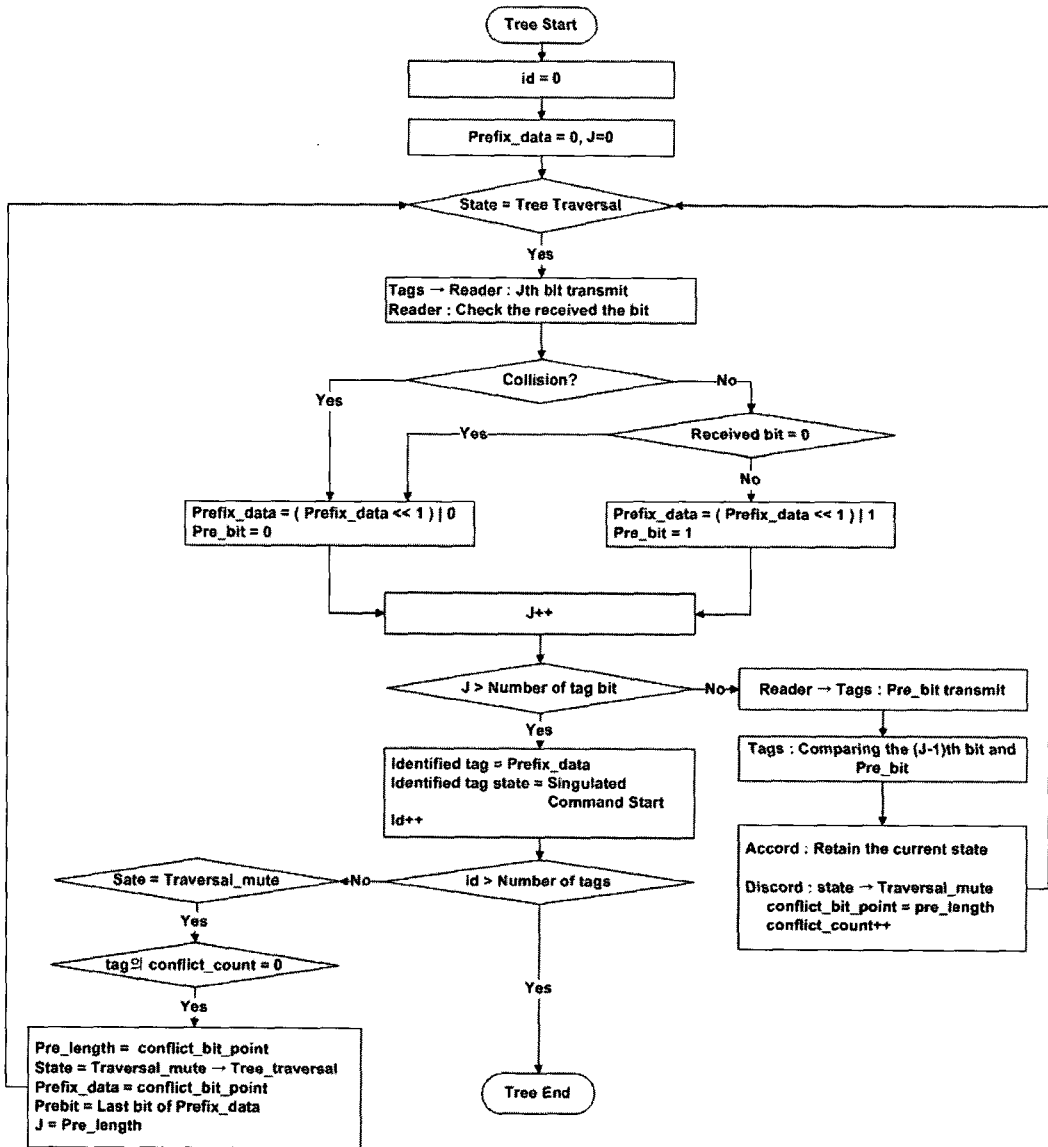 Tree Start
id = 0
Prefix_data = 0, J=0
State = Tree Traversal
Yes
Tags → Reader : Jth bit transmit
Reader : Check the received the bit
Collision?
No
Yes
Received bit = 0
Yes
No
Prefix_data = ( Prefix_data << 1 ) | 0
Pre_bit = 0
Prefix_data = ( Prefix_data << 1 ) | 1
Pre_bit = 1
J++
J > Number of tag bit
No
Reader → Tags : Pre_bit transmit
Yes
Tags : Comparing the (J-1)th bit and
Pre_bit
Identified tag = Prefix_data
Identified tag state = Singulated
Command Start
Id++
Accord : Retain the current state
Discord : state → Traversal_mute
conflict_bit_point = pre_length
conflict_count++
Sate = Traversal_mute
No
id > Number of tags
Yes
tag의 conflict_count = 0
Yes
Yes
Pre_length = conflict_bit_point
State = Traversal_mute → Tree_traversal
Prefix_data = conflict_bit_point
Prebit = Last bit of Prefix_data
J = Pre_length
Tree End